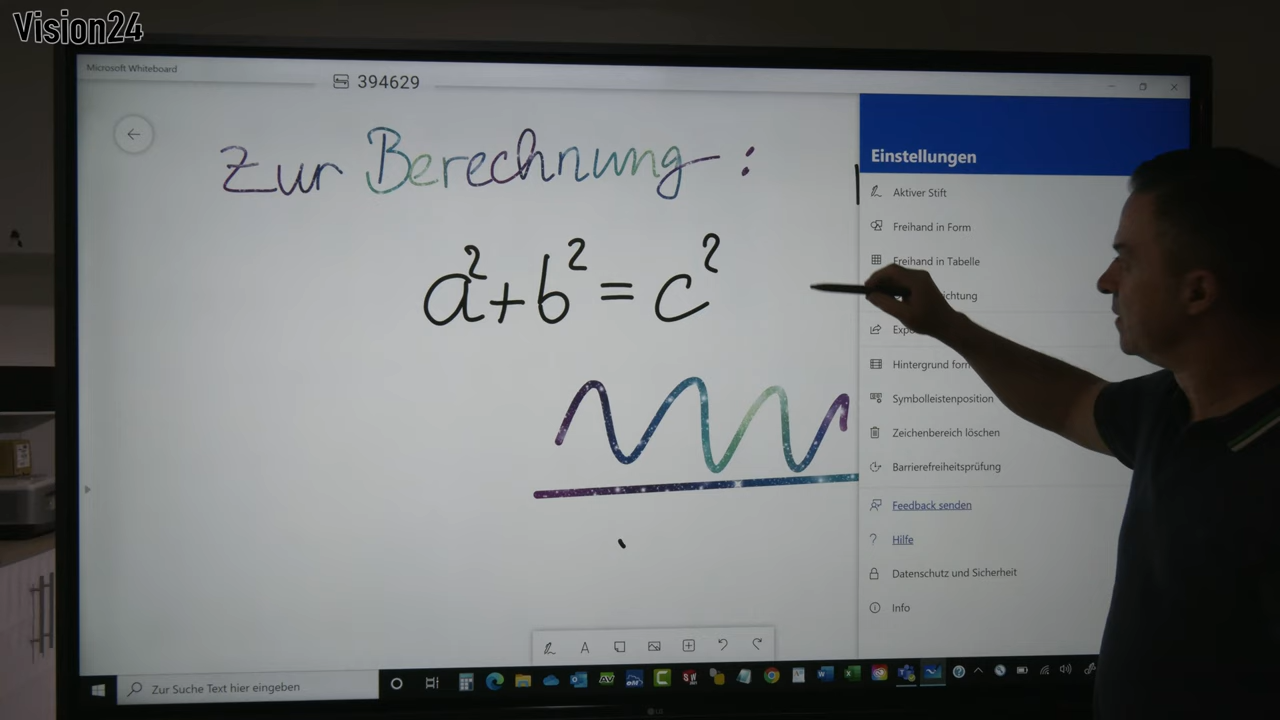 Vision24
Microsoft Whiteboard
394629
Zur Berechnung:
a²+b²=c²
Einstellungen
Aktiver Stift
Freihand in Form
Freihand in Tabelle
Hintergrund
Symbolleistenposition
Zeichenbereich löschen
Barrierefreiheitsprüfung
Feedback senden
Hilfe
Datenschutz und Sicherheit
Info
Zur Suche Text hier eingeben
LG